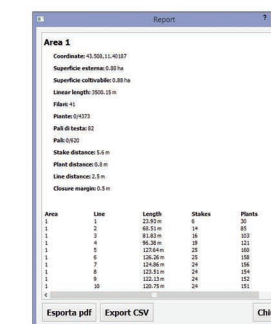 Report
?
Area 1
Coordinate: 43.508,11.40187
Superficie esterna: 0.88 ha
Superficie coltivabile: 0.88 ha
Linear length: 3500.15 m
Filari: 41
Piante: 0/4373
Pali di testa: 82
Pali: 0/620
Stake distance: 5.6 m
Plant distance: 0.8 m
Line distance: 2.5 m
Closure margin: 0.5 m
Area Line Length Stakes Plants
1 1 23.93 m 6 30
1 2 68.51 m 14 85
1 3 81.83 m 16 103
1 4 96.38 m 19 121
1 5 127.64 m 25 160
1 6 126.26 m 25 158
1 7 124.86 m 24 156
1 8 123.51 m 24 154
1 9 122.13 m 24 152
1 10 120.75 m 24 151
Esporta pdf Export CSV Chi